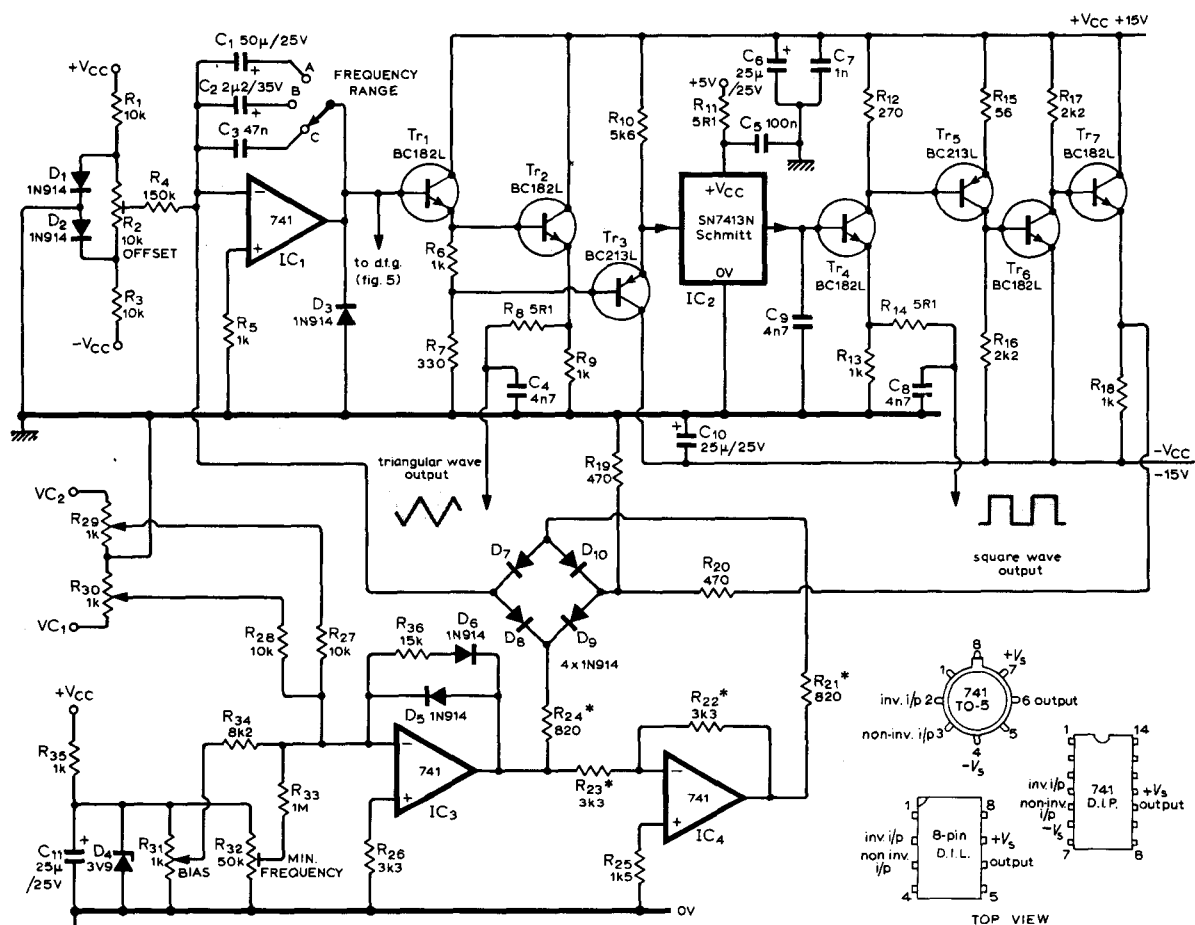 C1 50μ/25V
+VCC
A
+VCC +15V
C2 2μ2/35V
B
FREQUENCY
RANGE
C3 47n
C
R1
10k
D1
1N914
D2
1N914
R2
10k
OFFSET
R4
150k
R3
10k
-VCC
741
IC1
R5
1k
D3
1N914
to d.f.g.
(fig. 5)
Tr1
BC182L
Tr2
BC182L
R6
1k
R7
330
R8 5R1
C4
4n7
R9
1k
Tr3
BC213L
R10
5k6
+5V
R11
5R1
C5 100n
C6
25μ
/25V
C7
1n
+VCC
SN7413N
Schmitt
0V
IC2
C9
4n7
R12
270
Tr4
BC182L
R13
1k
R14 5R1
C8
4n7
R15
56
Tr5
BC213L
R16
2k2
R17
2k2
Tr6
BC182L
Tr7
BC182L
R18
1k
C10
25μ/25V
-VCC
-15V
triangular wave
output
R19
470
square wave
output
VC2
R29
1k
R30
1k
VC1
D7
D10
D8
D9
4 x 1N914
R20
470
R28
10k
R27
10k
R36
15k
D6
1N914
D5 1N914
+VCC
R35
1k
R34
8k2
R33
1M
741
IC3
R24*
820
R23*
3k3
R22*
3k3
R21*
820
741
IC4
C11
25μ
/25V
D4
3V9
R31
1k
BIAS
R32
50k
MIN.
FREQUENCY
R26
3k3
R25
1k5
0V
8
1
+Vs
7
inv. i/p 2
741
TO-5
6 output
non-inv. i/p 3
5
4
-Vs
1
14
inv. i/p
non-inv.
i/p
-Vs
741
D.I.P.
+Vs
output
7
8
1
8
inv. i/p
non inv.
i/p
8-pin
D.I.L.
+Vs
output
4
5
TOP VIEW